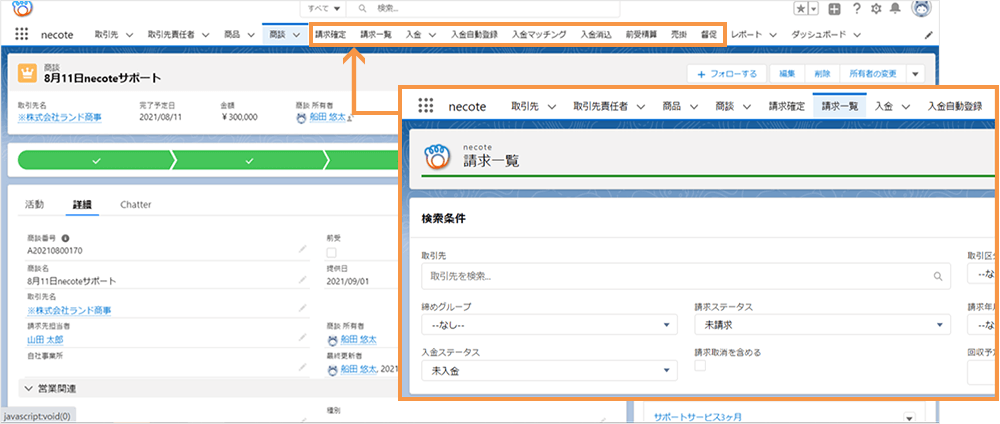 すべて 検索...
necote 取引先 取引先責任者 商品 商談 請求確定 請求一覧 入金 入金自動登録 入金マッチング 入金消込 前受精算 売掛 督促 レポート ダッシュボード
商談
8月11日necoteサポート
+ フォローする 編集 削除 所有者の変更
取引先名 完了予定日 金額 商談 所有者
※株式会社ランド商事 2021/08/11 ¥300,000 船田 悠太
活動 詳細 Chatter
商談番号 前受
A20210800170
商談名 提供日
8月11日necoteサポート 2021/09/01
取引先名
※株式会社ランド商事
請求先担当者 商談 所有者
山田 太郎 船田 悠太
自社事業所 最終更新者
船田 悠太, 2021
営業関連
種別
javascript:void(0)
サポートサービス3ヶ月
necote 取引先 取引先責任者 商品 商談 請求確定 請求一覧 入金 入金自動登録
necote
請求一覧
検索条件
取引先
取引先を検索...
締めグループ 請求ステータス
--なし-- 未請求
入金ステータス 請求取消を含める
未入金